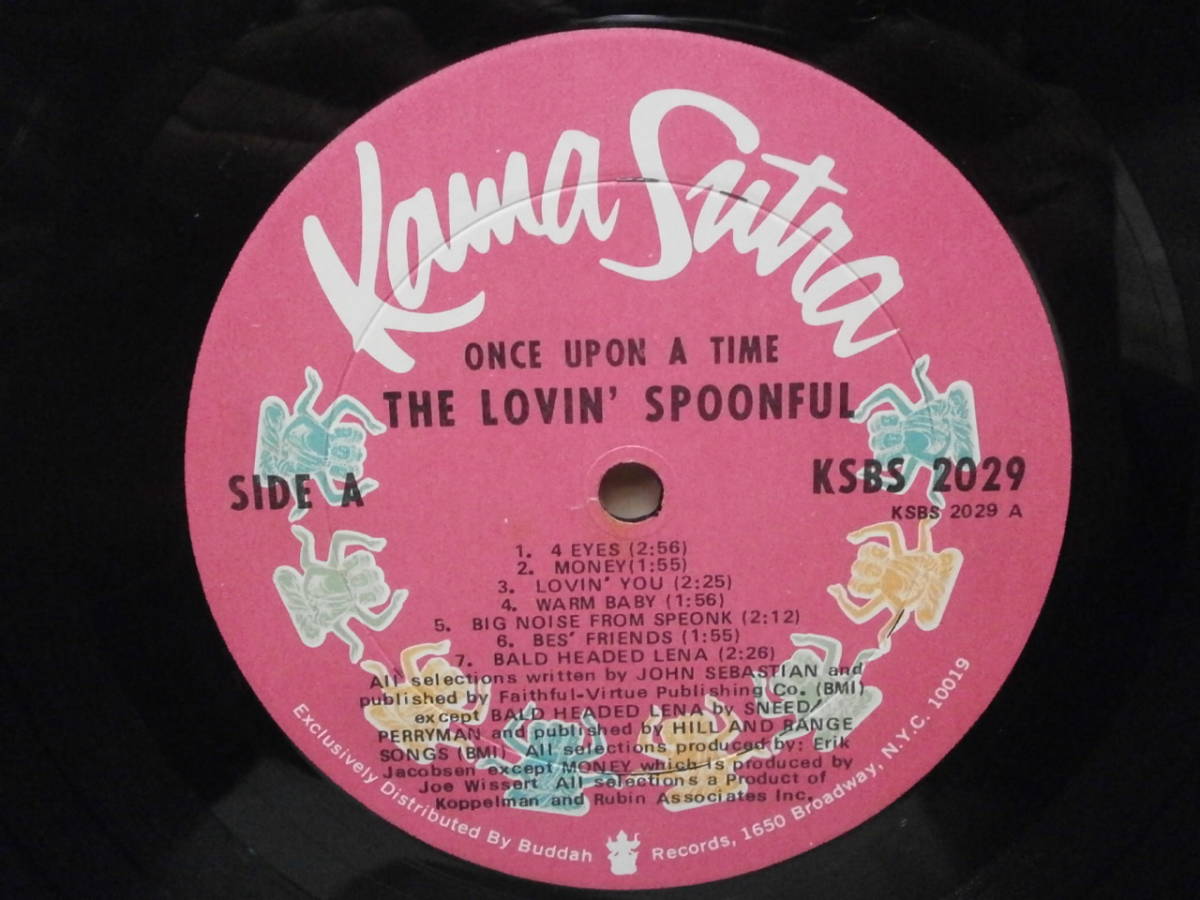 Kama Sutra
ONCE UPON A TIME
THE LOVIN' SPOONFUL
SIDE A
KSBS 2029
KSBS 2029 A
1. 4 EYES (2:56)
2. MONEY(1:55)
3. LOVIN' YOU (2:25)
4. WARM BABY (1:56)
5. BIG NOISE FROM SPEONK (2:12)
6. BES' FRIENDS (1:55)
7. BALD HEADED LENA (2:26)
All selections written by JOHN SEBASTIAN and
published by Faithful-Virtue Publishing Co. (BMI)
except BALD HEADED LENA by SNEED/
PERRYMAN and published by HILL AND RANGE
SONGS (BMI) All selections produced by: Erik
Jacobsen except MONEY which is produced by
Joe Wissert All selections a Product of
Koppelman and Rubin Associates Inc.
Exclusively Distributed By Buddah Records, 1650 Broadway, N.Y.C. 10019